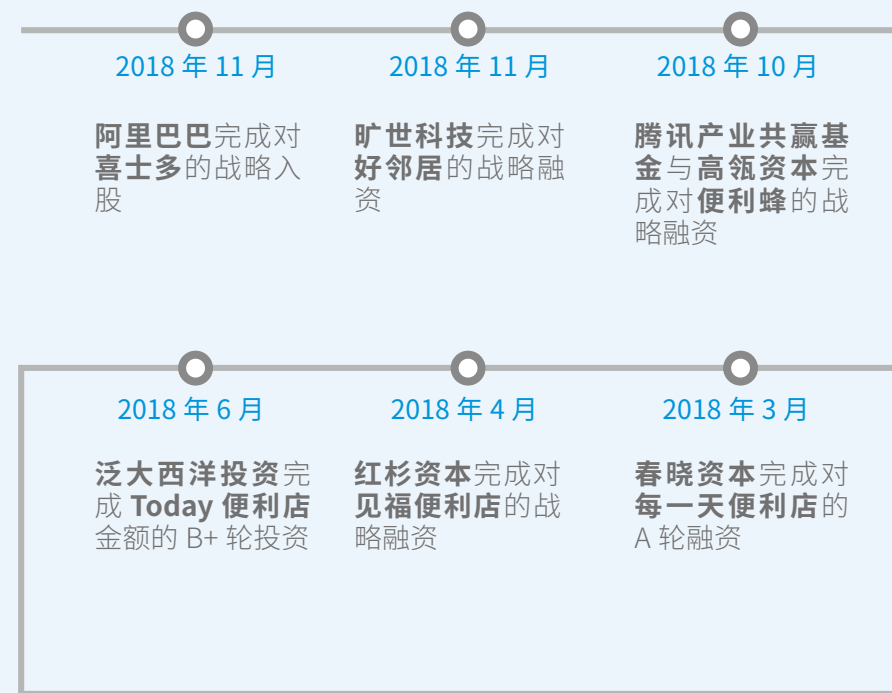 2018 年 11 月
阿里巴巴完成对
喜士多的战略入
股
2018 年 11 月
旷世科技完成对
好邻居的战略融
资
2018 年 10 月
腾讯产业共赢基
金与高瓴资本完
成对便利蜂的战
略融资
2018 年 6 月
泛大西洋投资完
成 Today 便利店
金额的 B+ 轮投资
2018 年 4 月
红杉资本完成对
见福便利店的战
略融资
2018 年 3 月
春晓资本完成对
每一天便利店的
A 轮融资